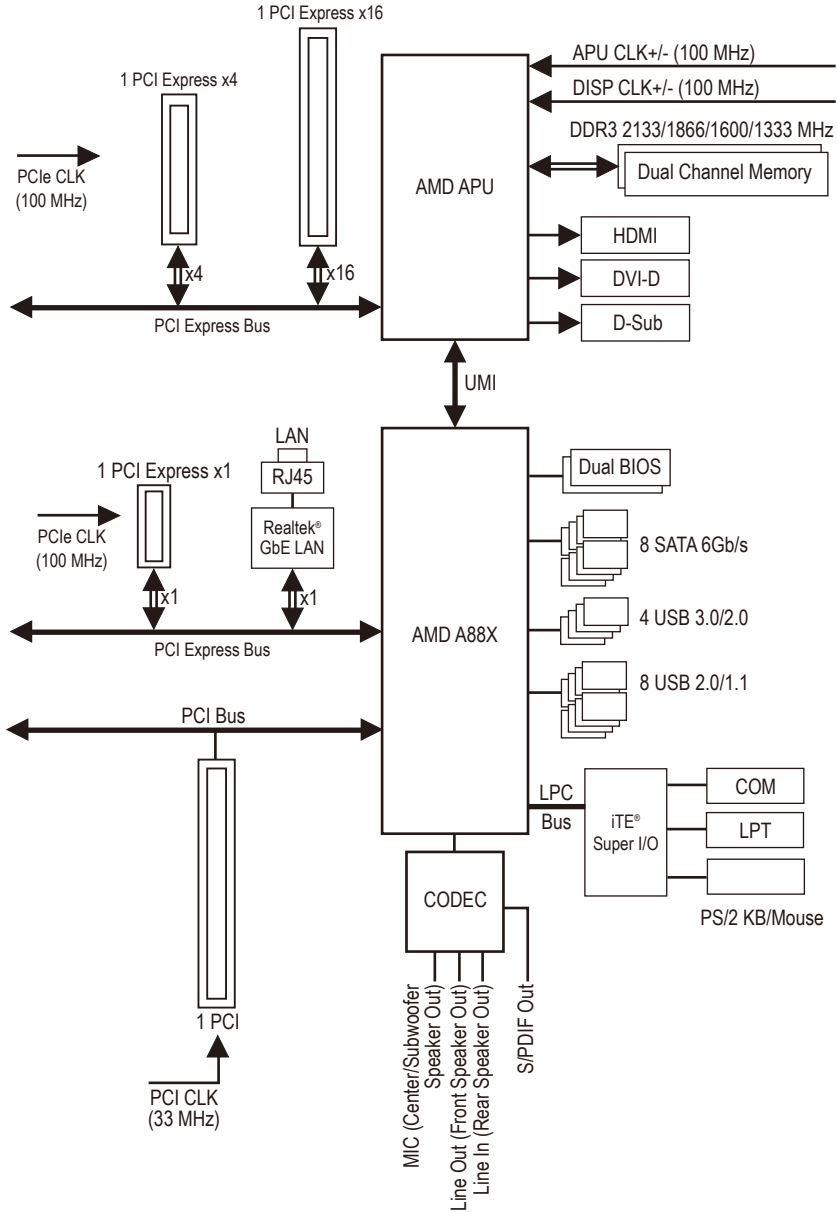 1 PCI Express x16
1 PCI Express x4
APU CLK+/- (100 MHz)
DISP CLK+/- (100 MHz)
DDR3 2133/1866/1600/1333 MHz
Dual Channel Memory
PCIe CLK
(100 MHz)
AMD APU
HDMI
DVI-D
D-Sub
x4
x16
PCI Express Bus
UMI
LAN
RJ45
1 PCI Express x1
Realtek®
GbE LAN
PCIe CLK
(100 MHz)
x1
x1
PCI Express Bus
AMD A88X
Dual BIOS
8 SATA 6Gb/s
4 USB 3.0/2.0
8 USB 2.0/1.1
PCI Bus
LPC
Bus
iTE®
Super I/O
COM
LPT
PS/2 KB/Mouse
CODEC
1 PCI
PCI CLK
(33 MHz)
MIC (Center/Subwoofer
Speaker Out)
Line Out (Front Speaker Out)
Line In (Rear Speaker Out)
S/PDIF Out